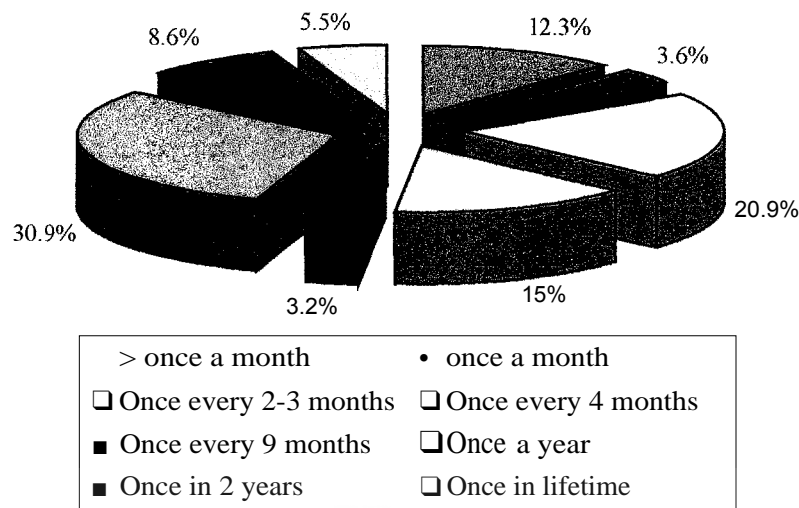 5.5%
12.3%
8.6%
3.6%
20.9%
30.9%
3.2%
15%
> once a month • once a month
❑ Once every 2-3 months ❑ Once every 4 months
■ Once every 9 months ❑ Once a year
■ Once in 2 years ❑ Once in lifetime